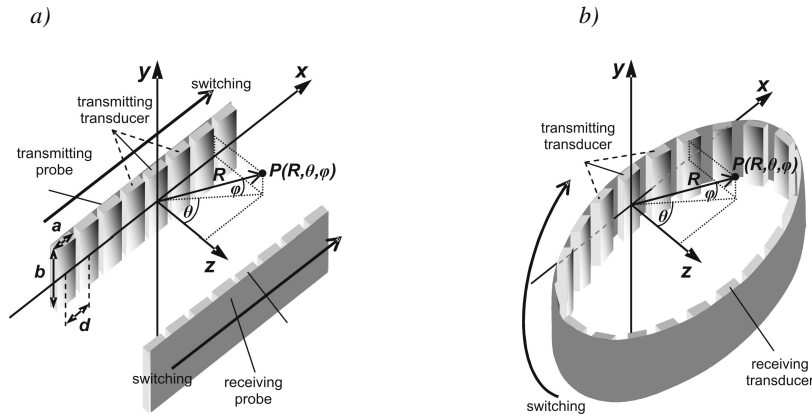 a)
y
x
switching
transmitting
transducer
transmitting
probe
R
P(R,θ,φ)
φ
θ
a
b
z
d
switching
receiving
probe
b)
y
x
transmitting
transducer
P(R,θ,φ)
R
φ
θ
z
receiving
transducer
switching